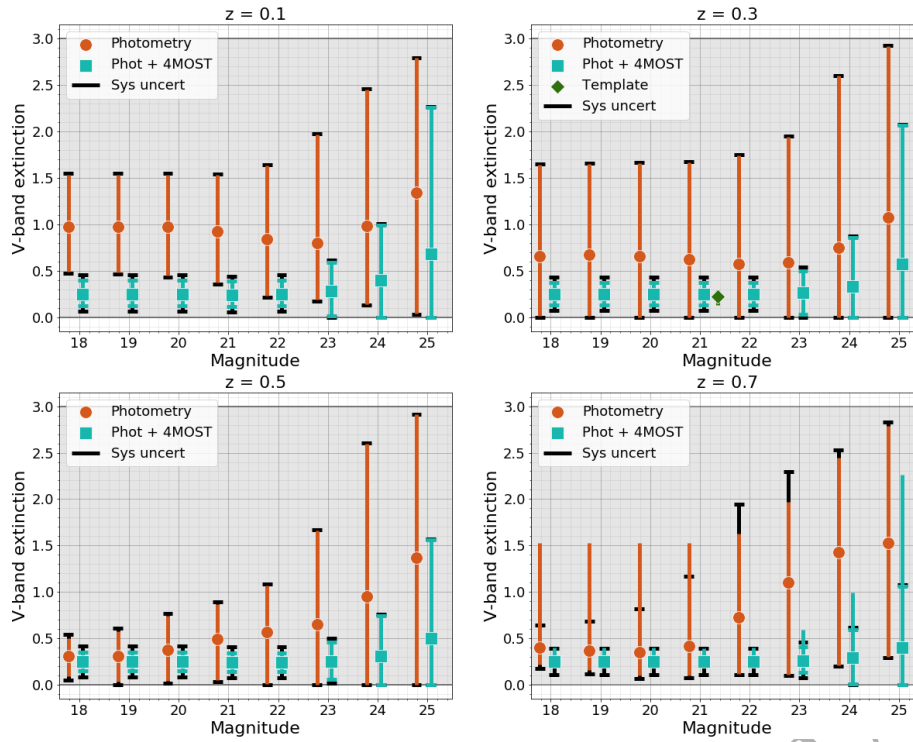 z = 0.1
3.0
2.5
2.0
1.5
1.0
0.5
0.0
V-band extinction
Photometry
Phot + 4MOST
Sys uncert
18 19 20 21 22 23 24 25
Magnitude
z = 0.3
3.0
2.5
2.0
1.5
1.0
0.5
0.0
V-band extinction
Photometry
Phot + 4MOST
Template
Sys uncert
18 19 20 21 22 23 24 25
Magnitude
z = 0.5
3.0
2.5
2.0
1.5
1.0
0.5
0.0
V-band extinction
Photometry
Phot + 4MOST
Sys uncert
18 19 20 21 22 23 24 25
Magnitude
z = 0.7
3.0
2.5
2.0
1.5
1.0
0.5
0.0
V-band extinction
Photometry
Phot + 4MOST
Sys uncert
18 19 20 21 22 23 24 25
Magnitude